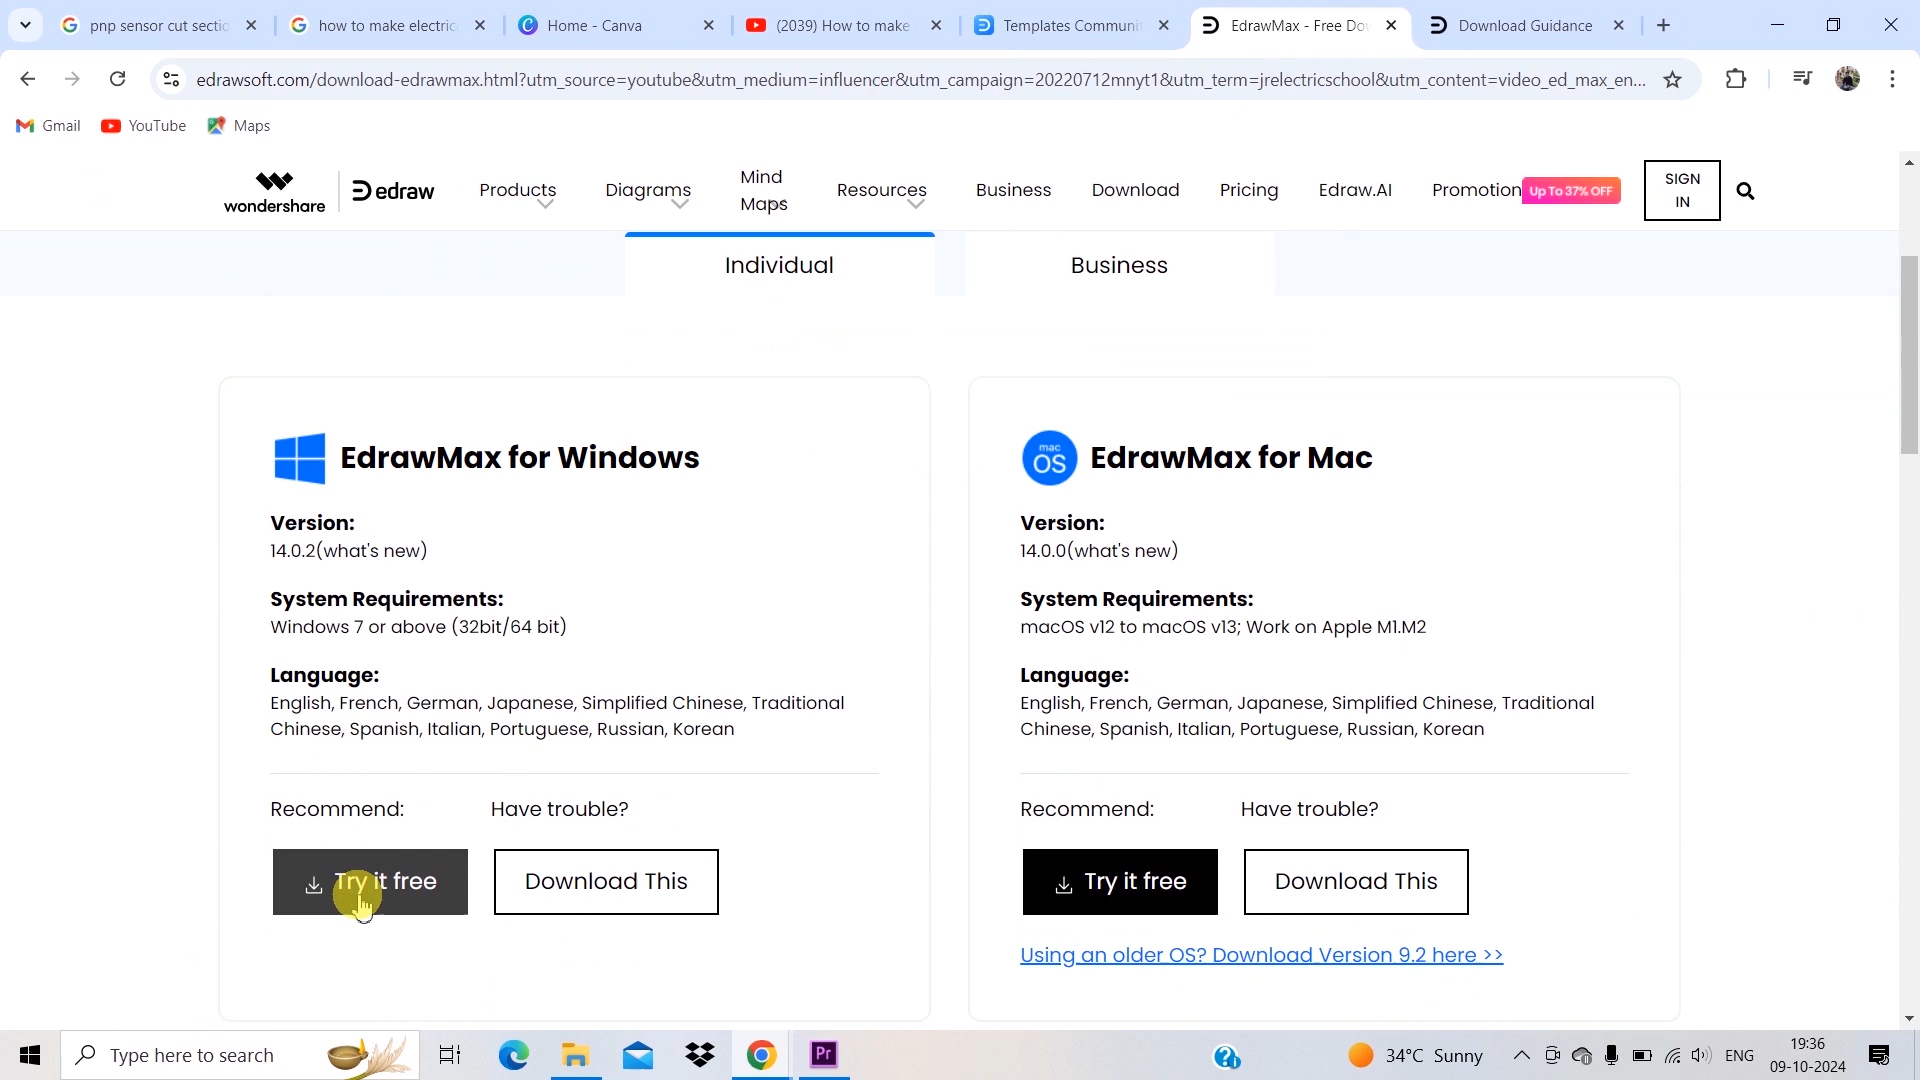 pnp sensor cut sectio
how to make electrica
Home - Canva
(2039) How to make
Templates Communit
EdrawMax - Free Dow
Download Guidance
edrawsoft.com/download-edrawmax.html?utm_source=youtube&utm_medium=influencer&utm_campaign=20220712mnyt1&utm_term=jrelectricschool&utm_content=video_ed_max_en...
Gmail
YouTube
Maps
wondershare
edraw
Products
Diagrams
Mind
Maps
Resources
Business
Download
Pricing
Edraw.AI
Promotion
Up To 37% OFF
SIGN
IN
Individual
Business
EdrawMax for Windows
Version:
14.0.2(what's new)
System Requirements:
Windows 7 or above (32bit/64 bit)
Language:
English, French, German, Japanese, Simplified Chinese, Traditional
Chinese, Spanish, Italian, Portuguese, Russian, Korean
Recommend:
Have trouble?
Try it free
Download This
mac
OS
EdrawMax for Mac
Version:
14.0.0(what's new)
System Requirements:
macOS v12 to macOS v13; Work on Apple M1.M2
Language:
English, French, German, Japanese, Simplified Chinese, Traditional
Chinese, Spanish, Italian, Portuguese, Russian, Korean
Recommend:
Have trouble?
Try it free
Download This
Using an older OS? Download Version 9.2 here >>
Type here to search
Pr
34°C Sunny
ENG
19:36
09-10-2024